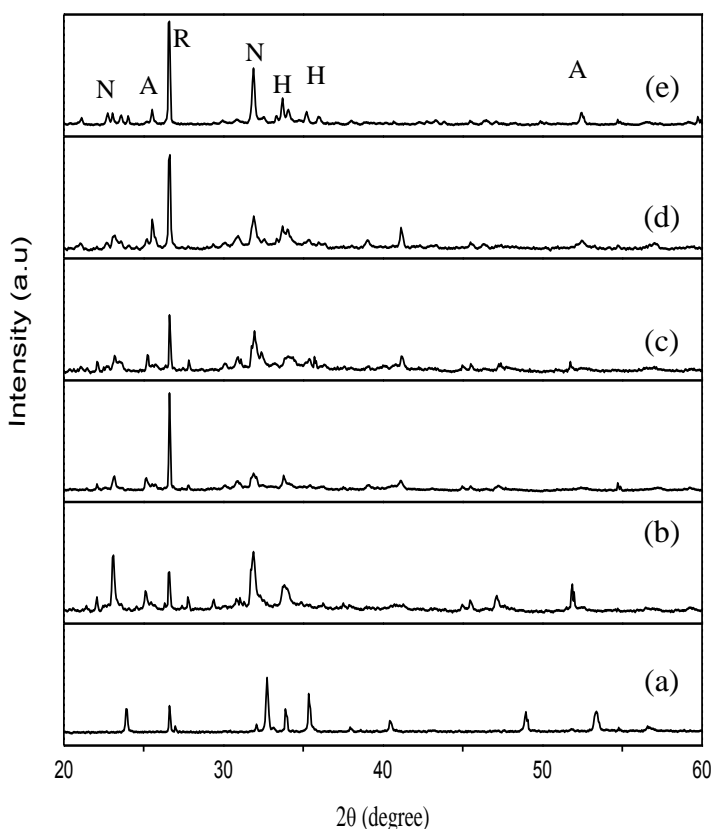 R
N
N A H H A
(e)
(d)
(c)
(b)
(a)
Intensity (a.u)
20 30 40 50 60
2θ (degree)